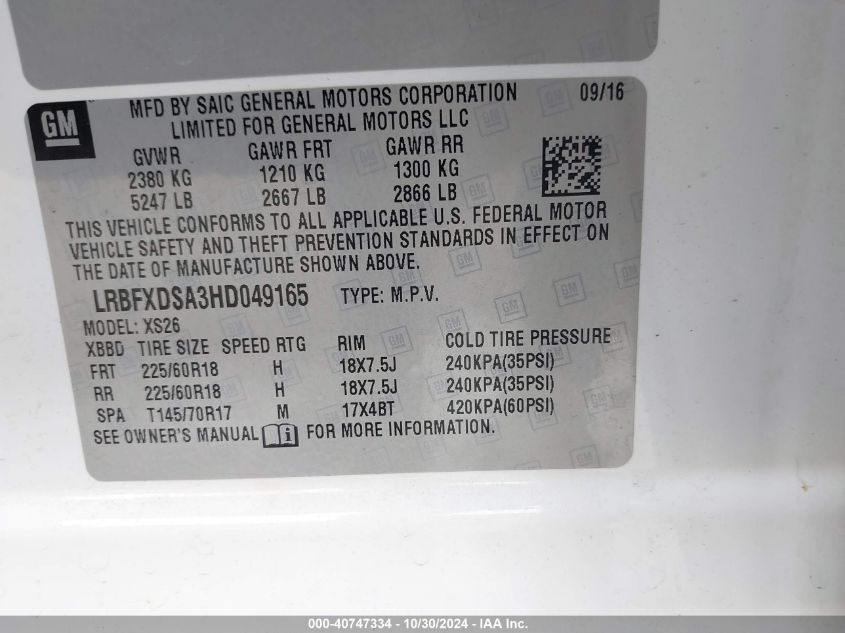 GM
MFD BY SAIC GENERAL MOTORS CORPORATION 09/16
LIMITED FOR GENERAL MOTORS LLC
GVWR GAWR FRT GAWR RR
2380 KG 1210 KG 1300 KG
5247 LB 2667 LB 2866 LB
THIS VEHICLE CONFORMS TO ALL APPLICABLE U.S. FEDERAL MOTOR
VEHICLE SAFETY AND THEFT PREVENTION STANDARDS IN EFFECT ON
THE DATE OF MANUFACTURE SHOWN ABOVE.
LRBFXDSA3HD049165 TYPE: M.P.V.
MODEL: XS26
XBBD TIRE SIZE SPEED RTG RIM COLD TIRE PRESSURE
FRT 225/60R18 H 18X7.5J 240KPA(35PSI)
RR 225/60R18 H 18X7.5J 240KPA(35PSI)
SPA T145/70R17 M 17X4BT 420KPA(60PSI)
SEE OWNER'S MANUAL i FOR MORE INFORMATION.
000-40747334 - 10/30/2024 - IAA Inc.